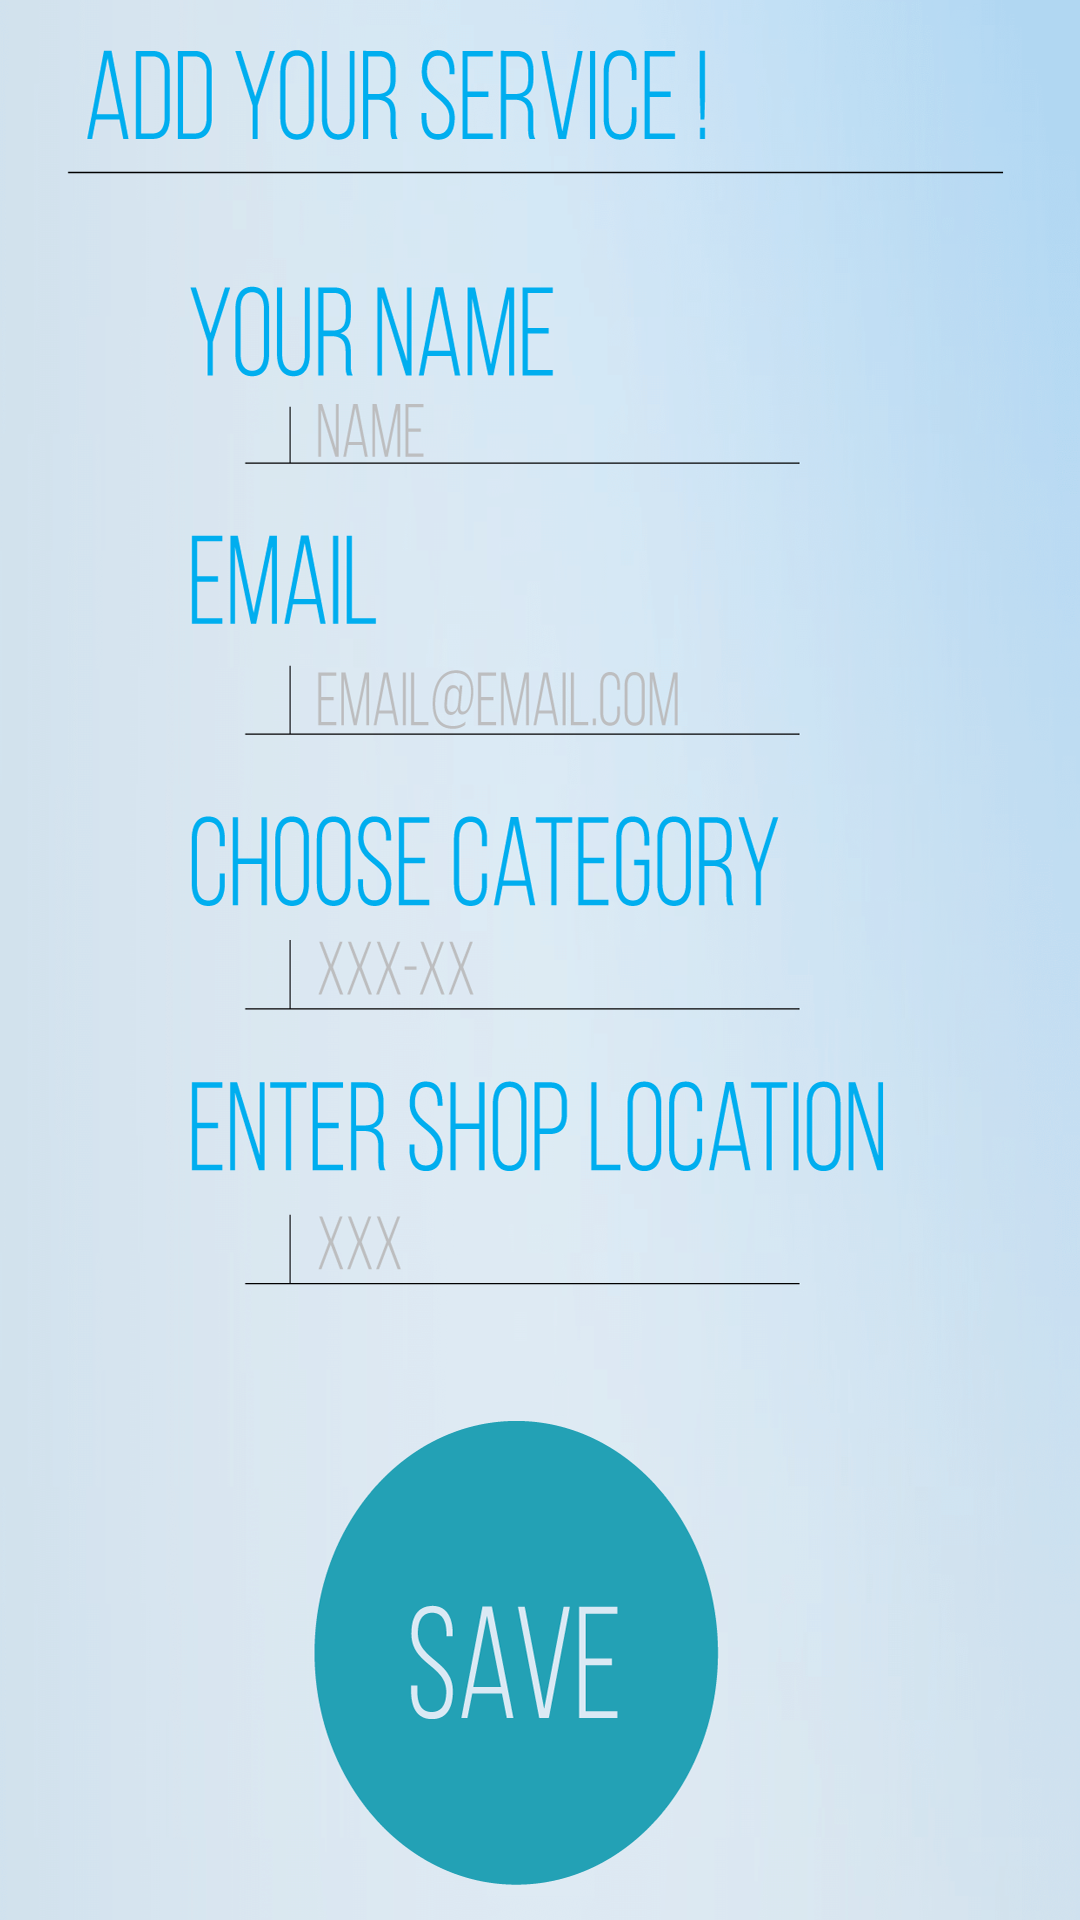 ADD YOUR SERVICE !
YOUR NAME
NAME
EMAIL
EMAIL@EMAIL.COM
CHOOSE CATEGORY
XXX-XX
ENTER SHOP LOCATION
XXX
SAVE